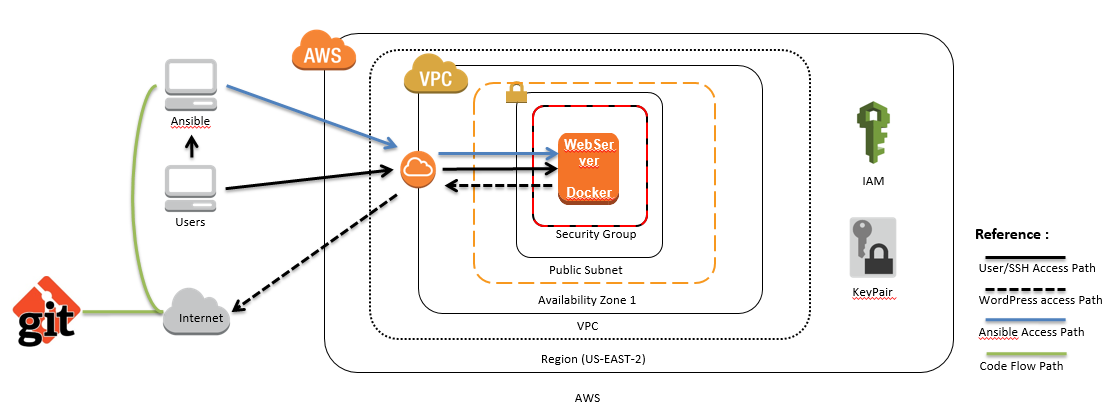 AWS
VPC
Ansible
Users
git
Internet
WebSer
ver
Docker
Security Group
Public Subnet
Availability Zone 1
VPC
Region (US-EAST-2)
AWS
IAM
KeyPair
Reference :
User/SSH Access Path
WordPress access Path
Ansible Access Path
Code Flow Path